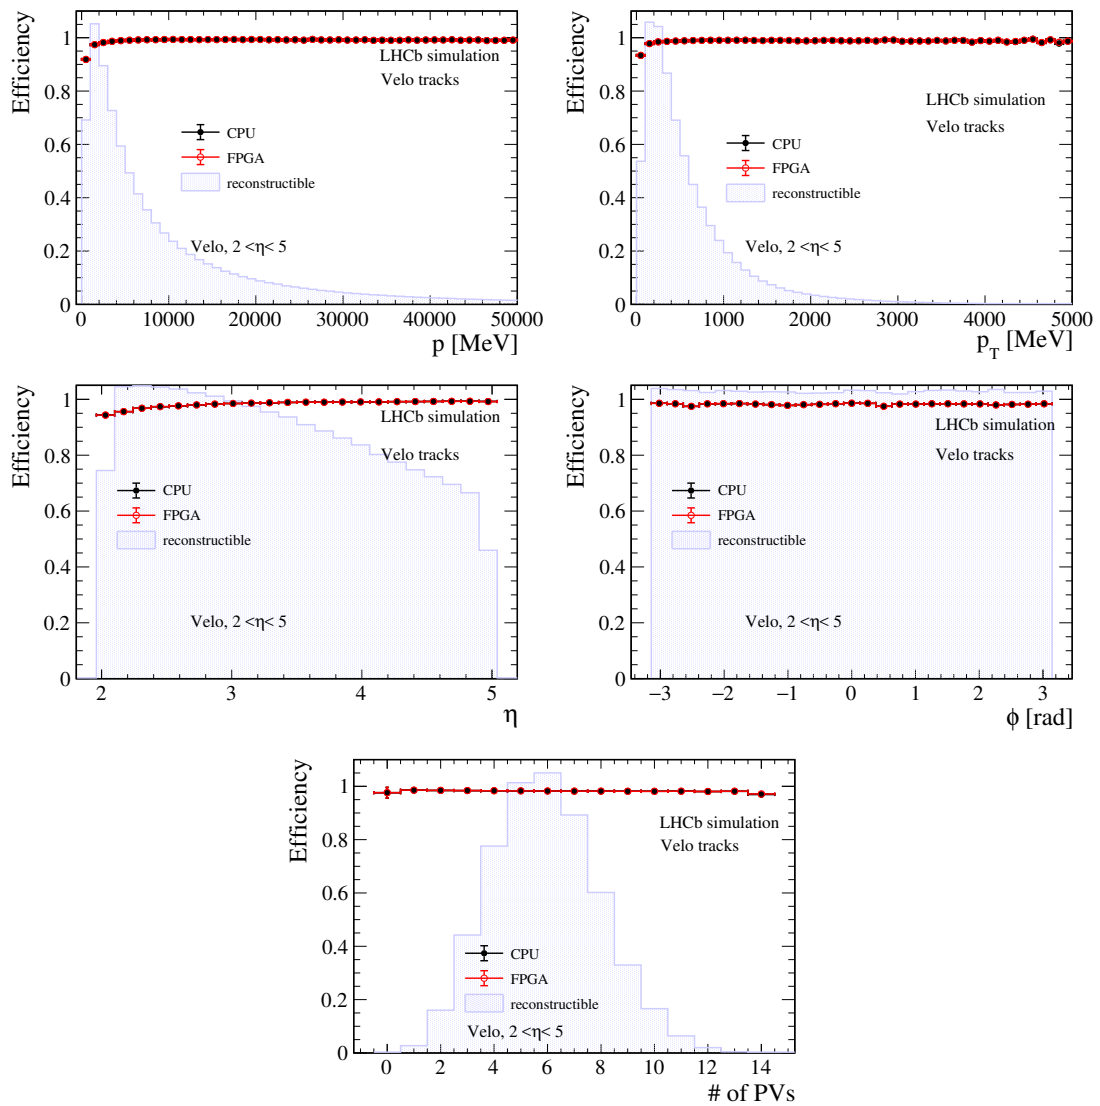 Efficiency
1
0.8
0.6
0.4
0.2
0
LHCb simulation
Velo tracks
CPU
FPGA
reconstructible
Velo, 2 <η< 5
0 10000 20000 30000 40000 50000
p [MeV]
Efficiency
1
0.8
0.6
0.4
0.2
0
LHCb simulation
Velo tracks
CPU
FPGA
reconstructible
Velo, 2 <η< 5
0 1000 2000 3000 4000 5000
p_T [MeV]
Efficiency
1
0.8
0.6
0.4
0.2
0
LHCb simulation
Velo tracks
CPU
FPGA
reconstructible
Velo, 2 <η< 5
2 3 4 5
η
Efficiency
1
0.8
0.6
0.4
0.2
0
LHCb simulation
Velo tracks
CPU
FPGA
reconstructible
Velo, 2 <η< 5
−3 −2 −1 0 1 2 3
ϕ [rad]
Efficiency
1
0.8
0.6
0.4
0.2
0
LHCb simulation
Velo tracks
CPU
FPGA
reconstructible
Velo, 2 <η< 5
0 2 4 6 8 10 12 14
# of PVs